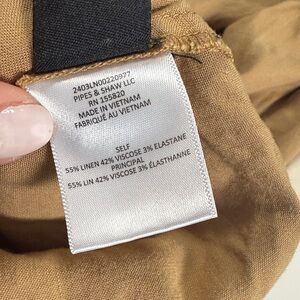 2403LN00220977
PIPES & SHAW LLC
RN 155820
MADE IN VIETNAM
FABRIQUÉ AU VIETNAM
SELF
55% LINEN 42% VISCOSE 3% ELASTANE
PRINCIPAL
55% LIN 42% VISCOSE 3% ÉLASTHANNE